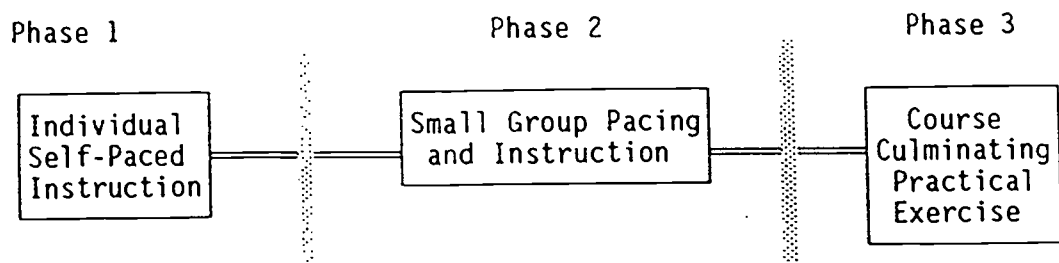 Phase 1
Phase 2
Phase 3
Individual
Self-Paced
Instruction
Small Group Pacing
and Instruction
Course
Culminating
Practical
Exercise